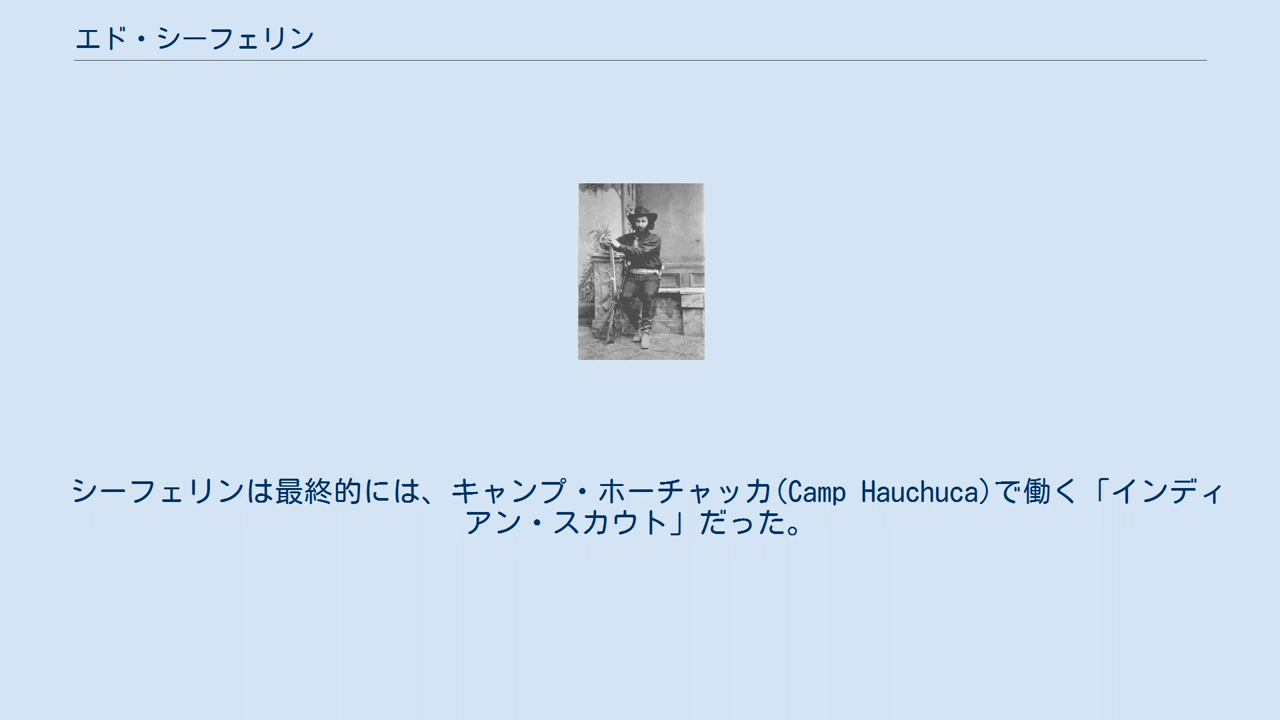 エド・シーフェリン
シーフェリンは最終的には、キャンプ・ホーチャッカ(Camp Hauchuca)で働く「インディ
アン・スカウト」だった。